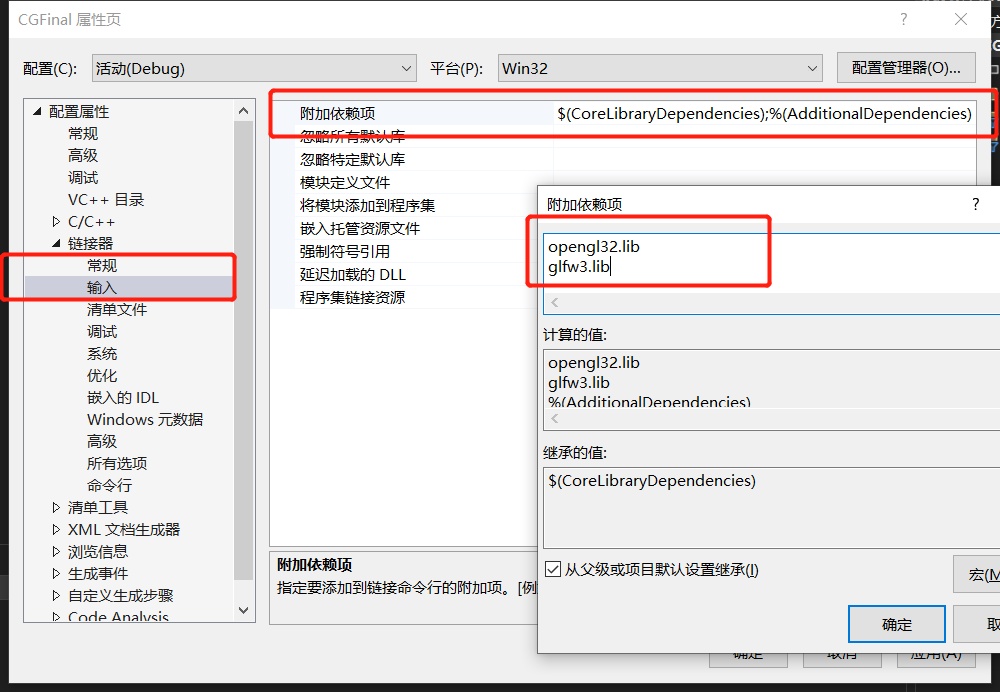 CGFinal 属性页
?
配置(C):
活动(Debug)
平台(P):
Win32
配置管理器(O)...
配置属性
常规
高级
调试
VC++ 目录
C/C++
链接器
常规
输入
清单文件
调试
系统
优化
嵌入的 IDL
Windows 元数据
高级
所有选项
命令行
清单工具
XML 文档生成器
浏览信息
生成事件
自定义生成步骤
Code Analysis
附加依赖项
$(CoreLibraryDependencies);%(AdditionalDependencies)
忽略所有默认库
忽略特定默认库
模块定义文件
将模块添加到程序集
嵌入托管资源文件
强制符号引用
延迟加载的 DLL
程序集链接资源
附加依赖项
指定要添加到链接命令行的附加项。[例
附加依赖项
?
opengl32.lib
glfw3.lib
计算的值:
opengl32.lib
glfw3.lib
%(AdditionalDependencies)
继承的值:
$(CoreLibraryDependencies)
从父级或项目默认设置继承(I)
宏(M
确定
取
确定
取消
应用(A)